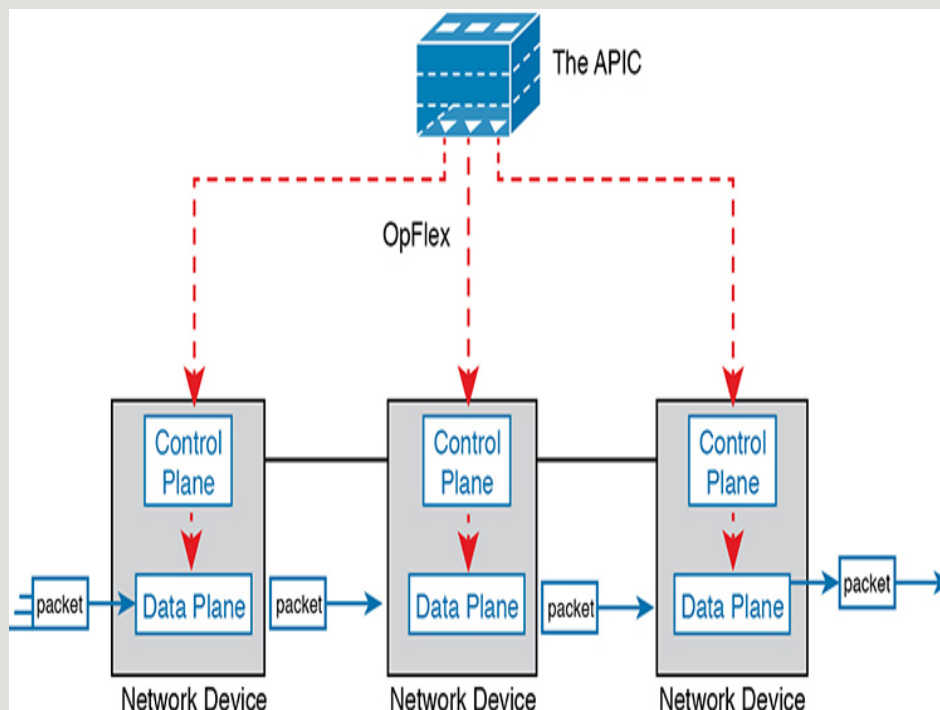 The APIC
OpFlex
Control
Plane
Control
Plane
Control
Plane
packet
Data Plane
packet
Data Plane
packet
Data Plane
packet
Network Device
Network Device
Network Device